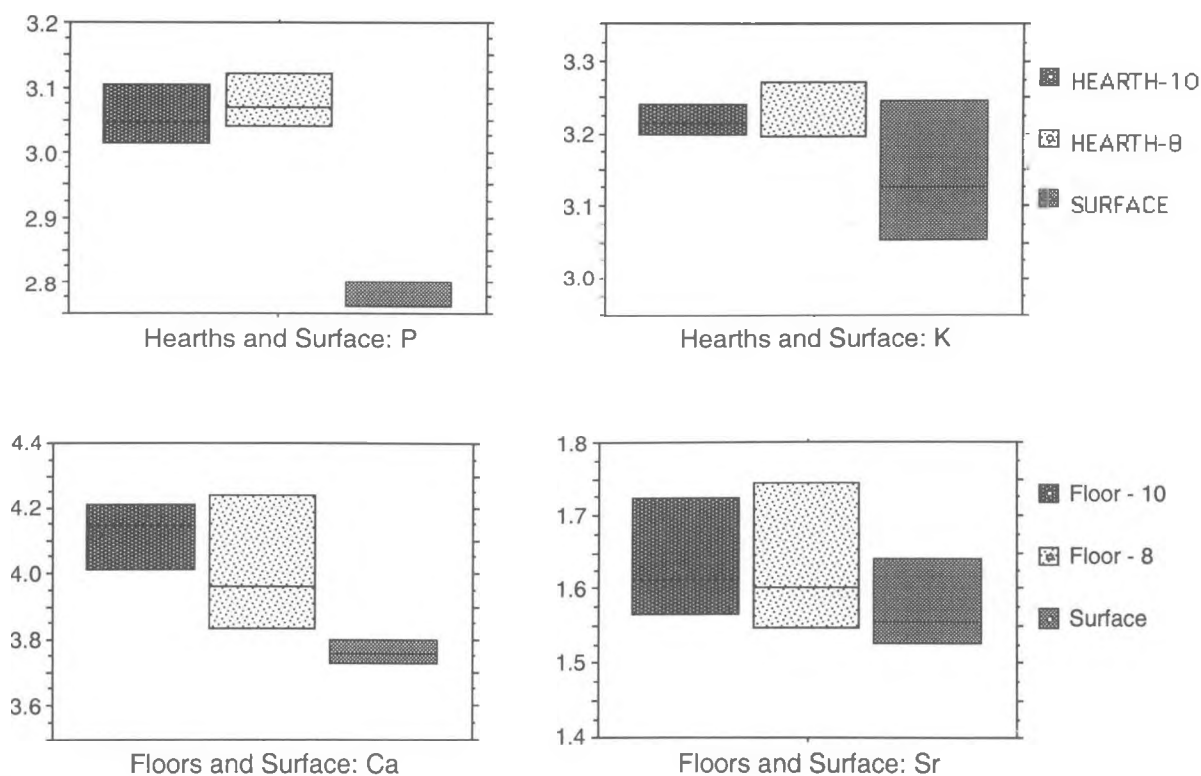 3.2
3.1
3.0
2.9
2.8
Hearths and Surface: P
3.3
3.2
3.1
3.0
Hearths and Surface: K
HEARTH-10
HEARTH-8
SURFACE
4.4
4.2
4.0
3.8
3.6
Floors and Surface: Ca
1.8
1.7
1.6
1.5
1.4
Floors and Surface: Sr
Floor - 10
Floor - 8
Surface